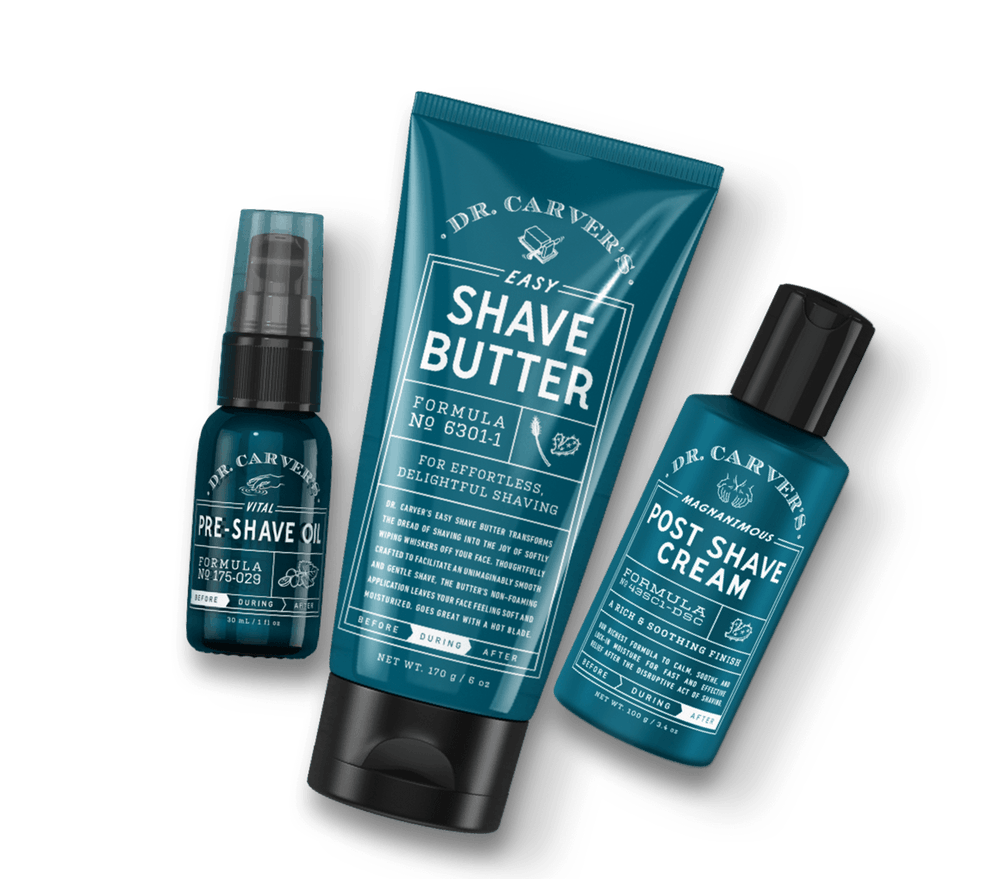 DR. CARVER'S
VITAL
PRE-SHAVE OIL
FORMULA
Nº 175-029
BEFORE DURING AFTER
30 mL / 1 fl oz
DR. CARVER'S
EASY
SHAVE
BUTTER
FORMULA
Nº 6301-1
FOR EFFORTLESS,
DELIGHTFUL SHAVING
DR. CARVER'S EASY SHAVE BUTTER TRANSFORMS
THE DREAD OF SHAVING INTO THE JOY OF SOFTLY
WIPING WHISKERS OFF YOUR FACE. THOUGHTFULLY
CRAFTED TO FACILITATE AN UNIMAGINABLY SMOOTH
AND GENTLE SHAVE, THE BUTTER'S NON-FOAMING
APPLICATION LEAVES YOUR FACE FEELING SOFT AND
MOISTURIZED. GOES GREAT WITH A HOT BLADE.
BEFORE DURING AFTER
NET WT. 170 g / 6 oz
DR. CARVER'S
MAGNANIMOUS
POST SHAVE
CREAM
FORMULA
Nº 43SC1-DSC
A RICH & SOOTHING FINISH
OUR RICHEST FORMULA TO CALM, SOOTHE, AND
LOCK-IN MOISTURE FOR FAST AND EFFECTIVE
RELIEF AFTER THE DISRUPTIVE ACT OF SHAVING.
BEFORE DURING AFTER
NET WT. 100 g / 3.4 oz